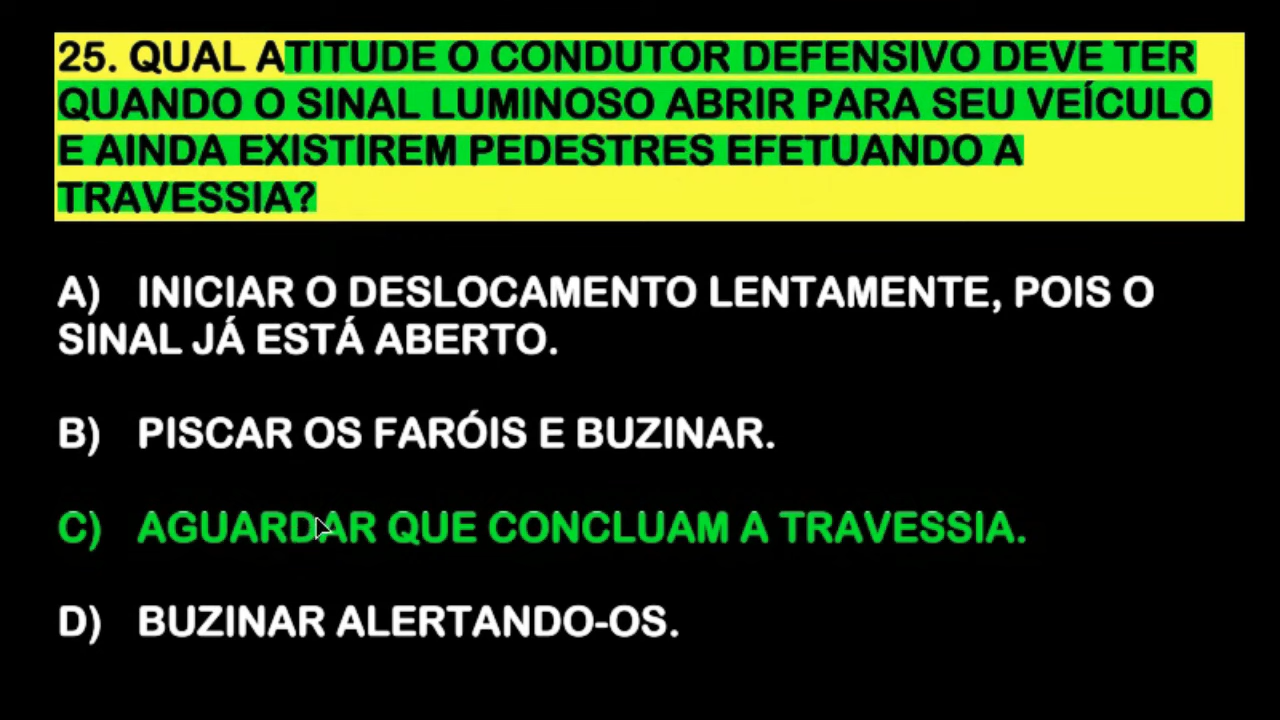 25. QUAL ATITUDE O CONDUTOR DEFENSIVO DEVE TER
QUANDO O SINAL LUMINOSO ABRIR PARA SEU VEÍCULO
E AINDA EXISTIREM PEDESTRES EFETUANDO A
TRAVESSIA?
A) INICIAR O DESLOCAMENTO LENTAMENTE, POIS O
SINAL JÁ ESTÁ ABERTO.
B) PISCAR OS FARÓIS E BUZINAR.
C) AGUARDAR QUE CONCLUAM A TRAVESSIA.
D) BUZINAR ALERTANDO-OS.